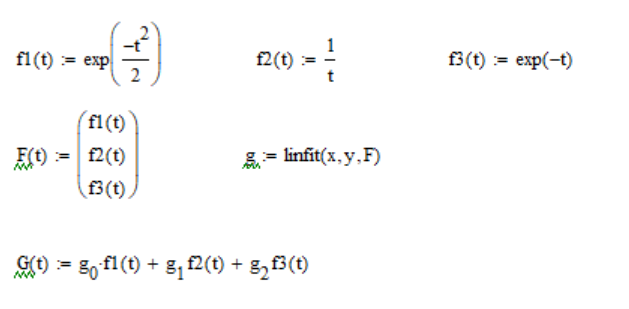 f1(t) := exp(−t²/2) f2(t) := 1/t f3(t) := exp(−t)
F(t) := (f1(t) f2(t) f3(t)) g := linfit(x,y,F)
G(t) := g₀·f1(t) + g₁ f2(t) + g₂ f3(t)